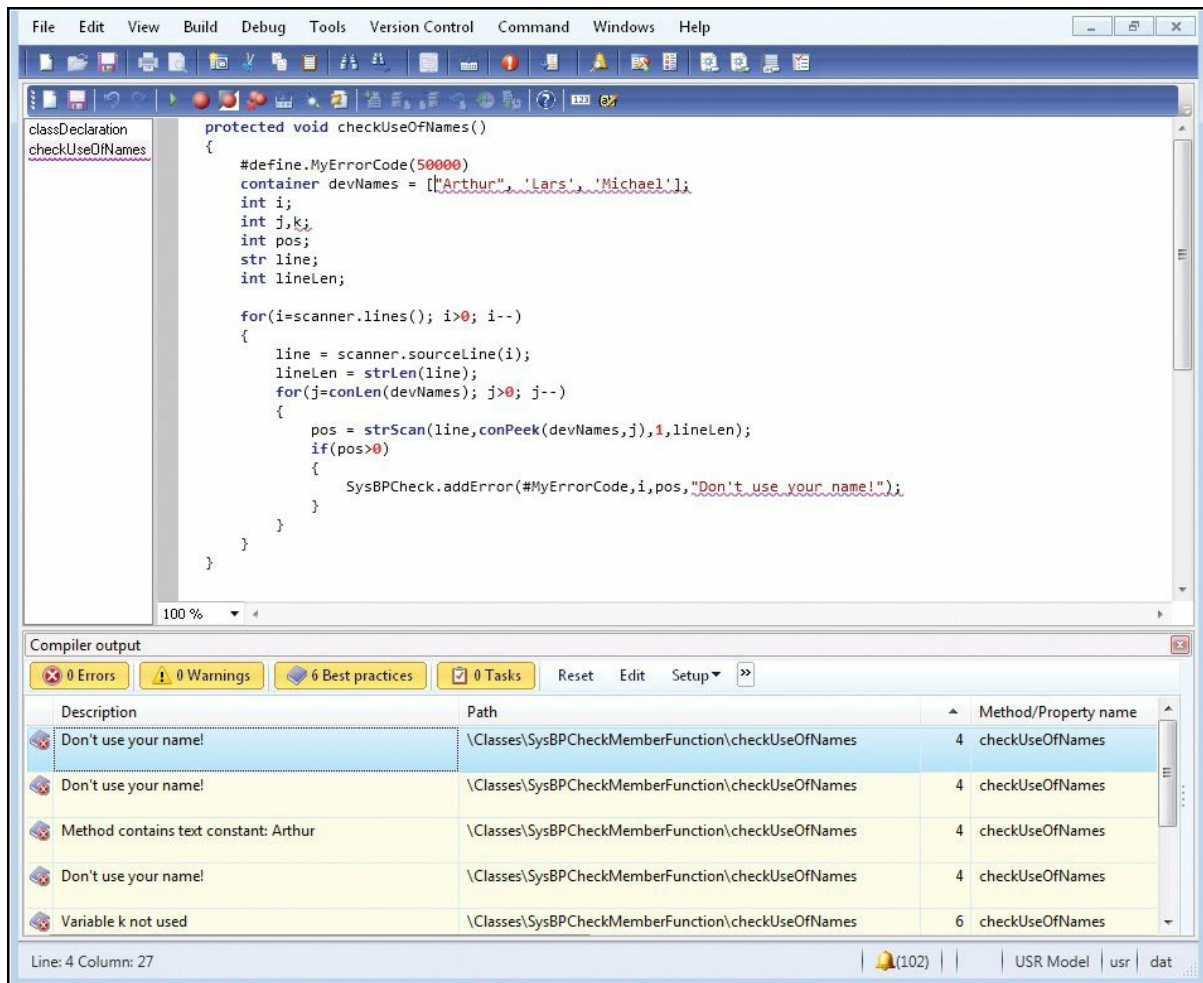 File Edit View Build Debug Tools Version Control Command Windows Help
123
classDeclaration
checkUseOfNames
protected void checkUseOfNames()
{
#define.MyErrorCode(50000)
container devNames = ["Arthur", 'Lars', 'Michael'];
int i;
int j,k;
int pos;
str line;
int lineLen;
for(i=scanner.lines(); i>0; i--)
{
line = scanner.sourceLine(i);
lineLen = strLen(line);
for(j=conLen(devNames); j>0; j--)
{
pos = strScan(line,conPeek(devNames,j),1,lineLen);
if(pos>0)
{
SysBPCheck.addError(#MyErrorCode,i,pos,"Don't use your name!");
}
}
}
}
100 %
Compiler output
0 Errors 0 Warnings 6 Best practices 0 Tasks Reset Edit Setup
Description Path Method/Property name
Don't use your name! \Classes\SysBPCheckMemberFunction\checkUseOfNames 4 checkUseOfNames
Don't use your name! \Classes\SysBPCheckMemberFunction\checkUseOfNames 4 checkUseOfNames
Method contains text constant: Arthur \Classes\SysBPCheckMemberFunction\checkUseOfNames 4 checkUseOfNames
Don't use your name! \Classes\SysBPCheckMemberFunction\checkUseOfNames 4 checkUseOfNames
Variable k not used \Classes\SysBPCheckMemberFunction\checkUseOfNames 6 checkUseOfNames
Line: 4 Column: 27 (102) USR Model usr dat